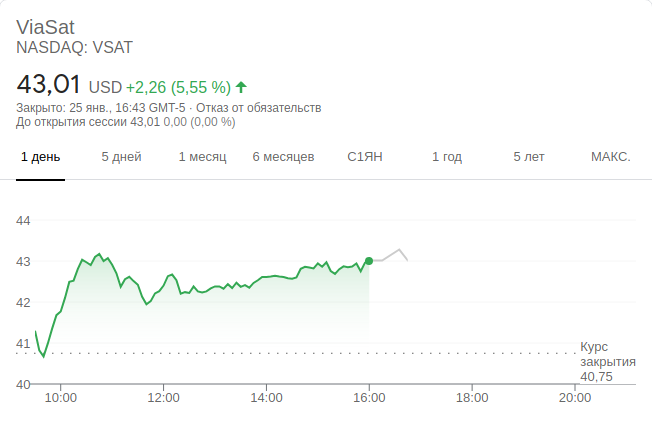 ViaSat
NASDAQ: VSAT
43,01 USD +2,26 (5,55 %)
Закрыто: 25 янв., 16:43 GMT-5 · Отказ от обязательств
До открытия сессии 43,01 0,00 (0,00 %)
1 день 5 дней 1 месяц 6 месяцев С1ЯН 1 год 5 лет МАКС.
44
43
42
41
40
Курс
закрытия
40,75
10:00 12:00 14:00 16:00 18:00 20:00